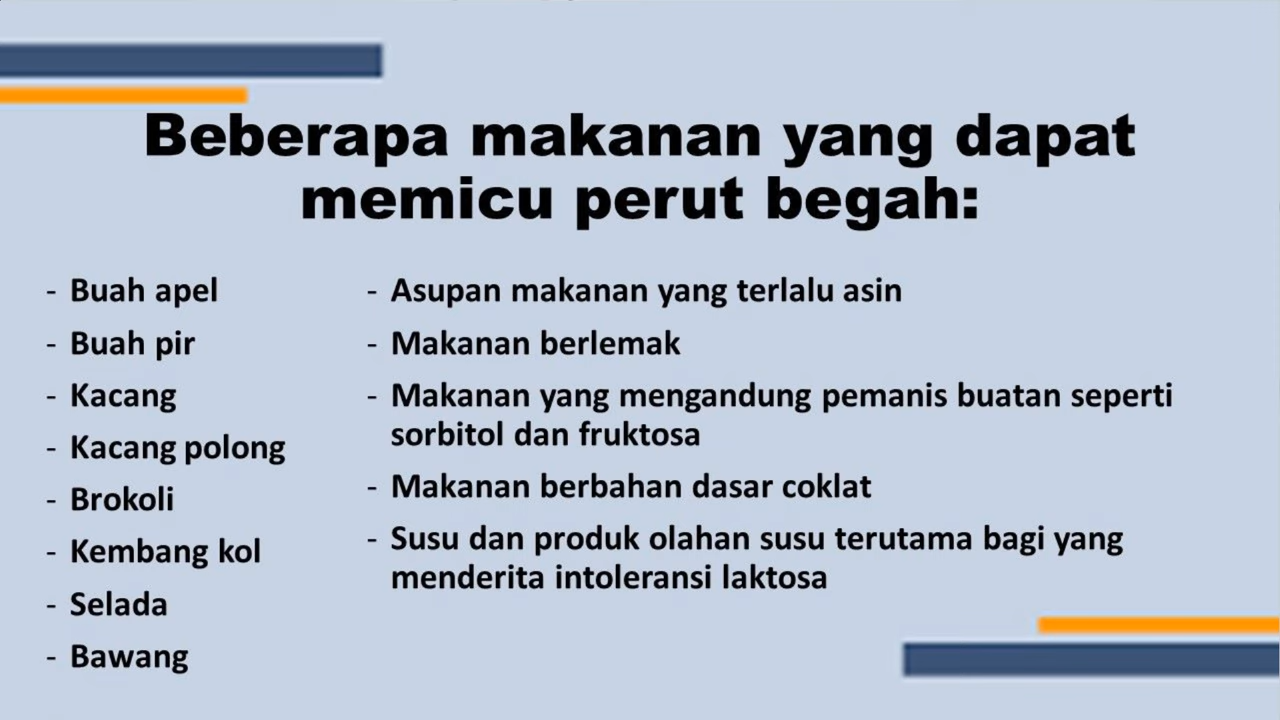 Beberapa makanan yang dapat
memicu perut begah:
- Buah apel
- Buah pir
- Kacang
- Kacang polong
- Brokoli
- Kembang kol
- Selada
- Bawang
- Asupan makanan yang terlalu asin
- Makanan berlemak
- Makanan yang mengandung pemanis buatan seperti
sorbitol dan fruktosa
- Makanan berbahan dasar coklat
- Susu dan produk olahan susu terutama bagi yang
menderita intoleransi laktosa